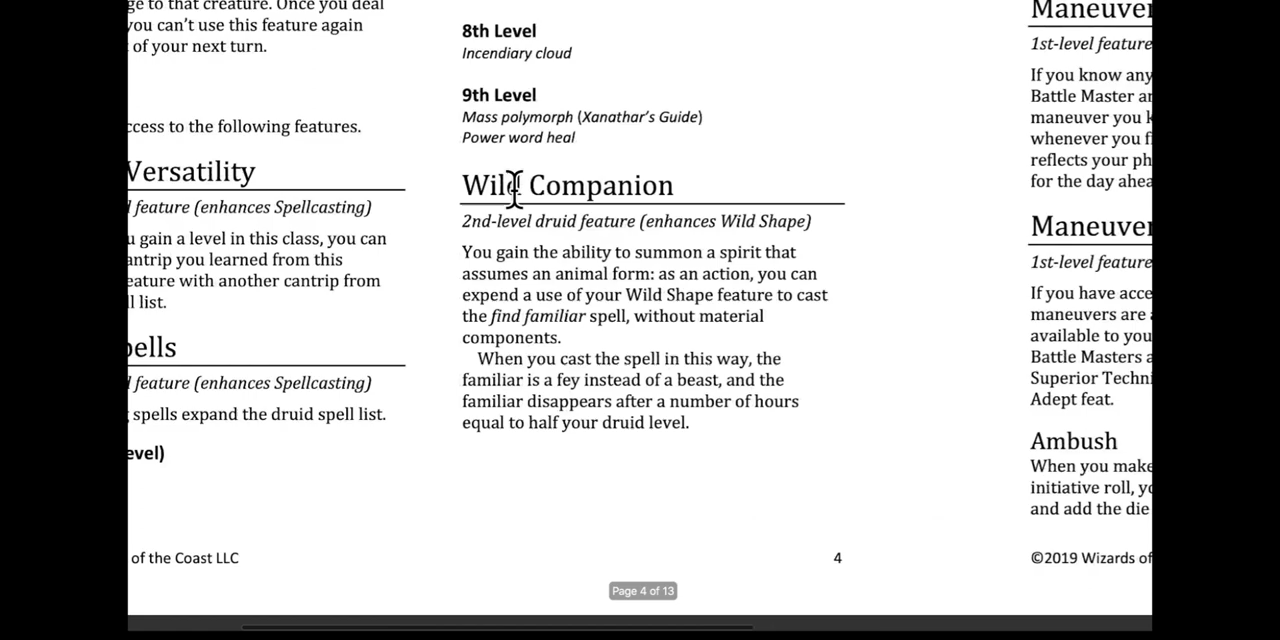 ge to that creature. Once you deal
you can't use this feature again
of your next turn.
ccess to the following features.
Versatility
feature (enhances Spellcasting)
u gain a level in this class, you can
antrip you learned from this
eature with another cantrip from
ll list.
pells
feature (enhances Spellcasting)
spells expand the druid spell list.
evel)
of the Coast LLC
8th Level
Incendiary cloud
9th Level
Mass polymorph (Xanathar's Guide)
Power word heal
Wild Companion
2nd-level druid feature (enhances Wild Shape)
You gain the ability to summon a spirit that
assumes an animal form: as an action, you can
expend a use of your Wild Shape feature to cast
the find familiar spell, without material
components.
When you cast the spell in this way, the
familiar is a fey instead of a beast, and the
familiar disappears after a number of hours
equal to half your druid level.
4
Page 4 of 13
Maneuver
1st-level feature
If you know any
Battle Master ar
maneuver you k
whenever you fi
reflects your ph
for the day ahea
Maneuver
1st-level feature
If you have acce
maneuvers are a
available to you
Battle Masters a
Superior Techni
Adept feat.
Ambush
When you make
initiative roll, yo
and add the die
©2019 Wizards of